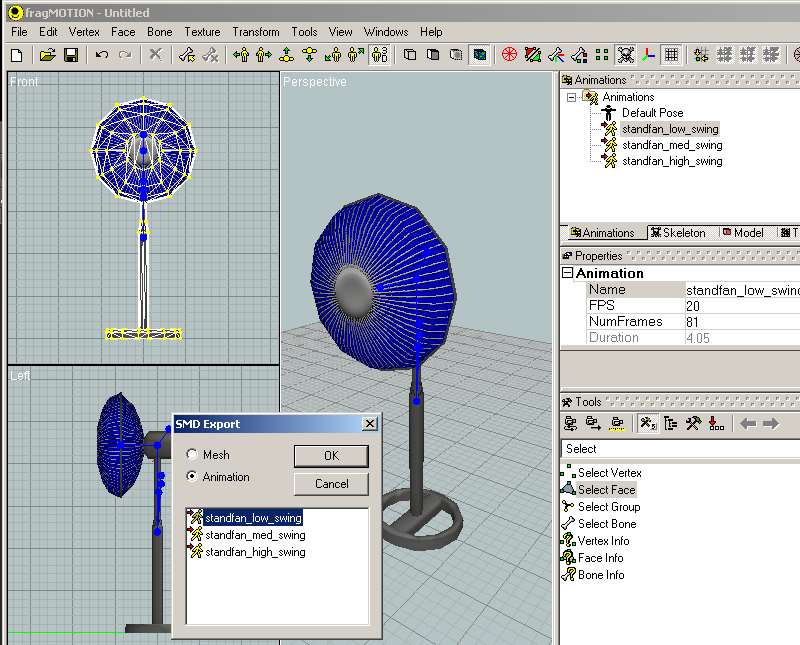 fragMOTION - Untitled
File Edit Vertex Face Bone Texture Transform Tools View Windows Help
Front
Perspective
Left
Animations
Animations
Default Pose
standfan_low_swing
standfan_med_swing
standfan_high_swing
Animations Skeleton Model T
Properties
Animation
Name standfan_low_swing
FPS 20
NumFrames 81
Duration 4.05
Tools
Select
Select Vertex
Select Face
Select Group
Select Bone
Vertex Info
Face Info
Bone Info
SMD Export
Mesh
Animation
OK
Cancel
standfan_low_swing
standfan_med_swing
standfan_high_swing